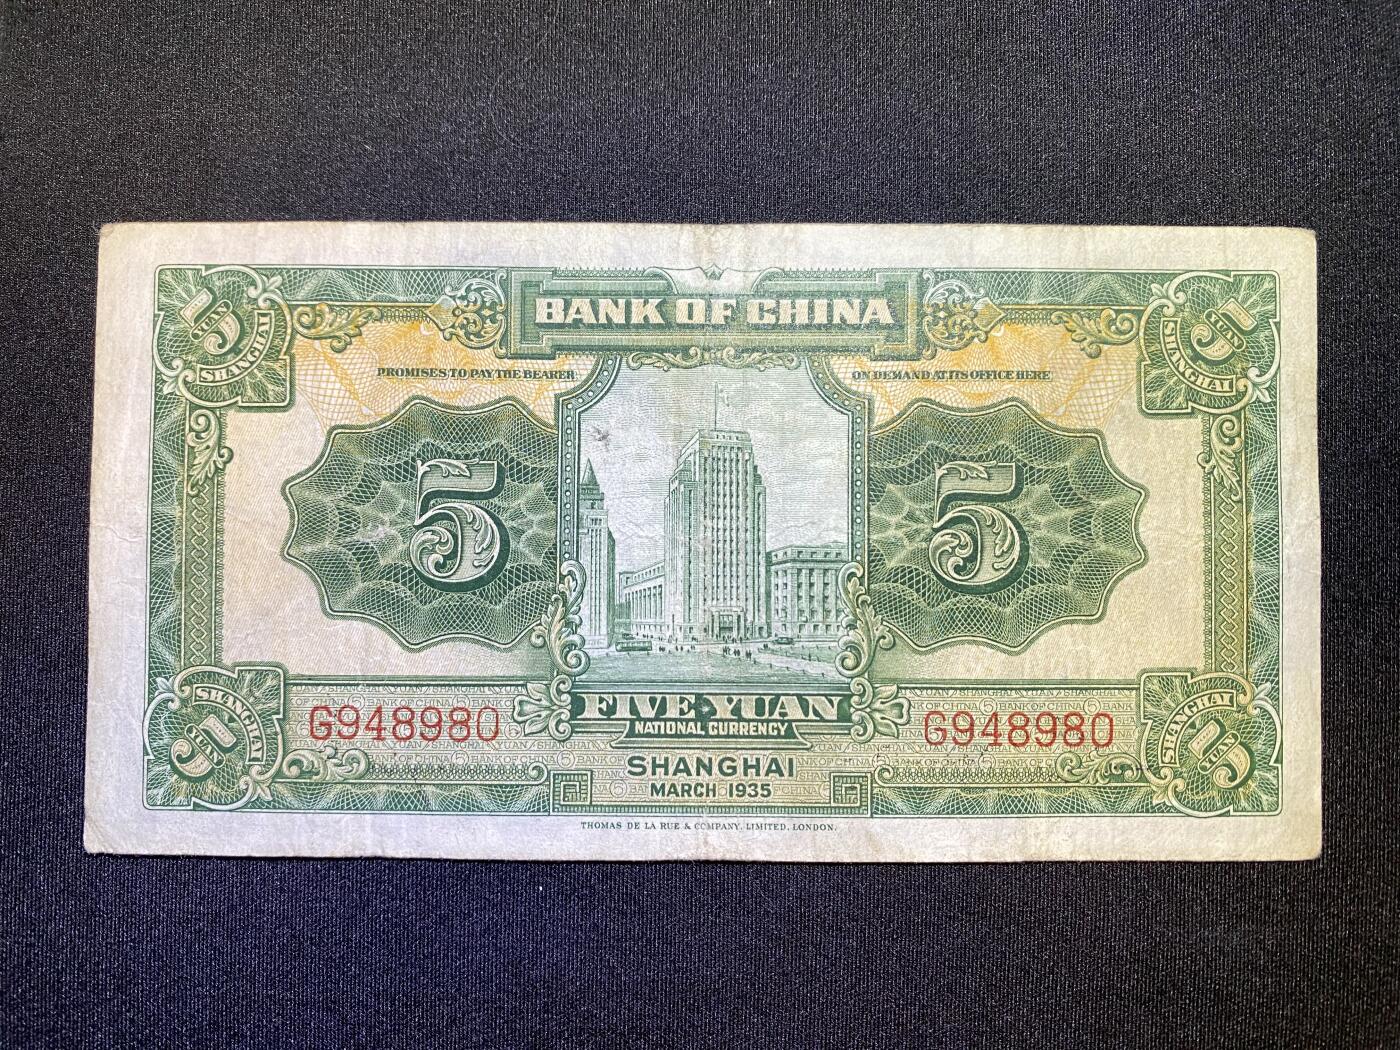 BANK OF CHINA
PROMISES TO PAY THE BEARER
ON DEMAND AT ITS OFFICE HERE
5 YUAN SHANGHAI
5 YUAN SHANGHAI
5
5
FIVE YUAN
NATIONAL CURRENCY
G948980
G948980
SHANGHAI
MARCH 1935
SHANGHAI 5 YUAN
SHANGHAI 5 YUAN
THOMAS DE LA RUE & COMPANY, LIMITED, LONDON.